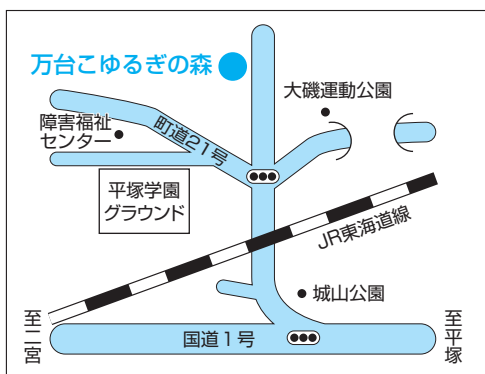 万台こゆるぎの森
大磯運動公園
障害福祉
センター
町道21号
平塚学園
グラウンド
JR東海道線
城山公園
至二宮
国道1号
至平塚